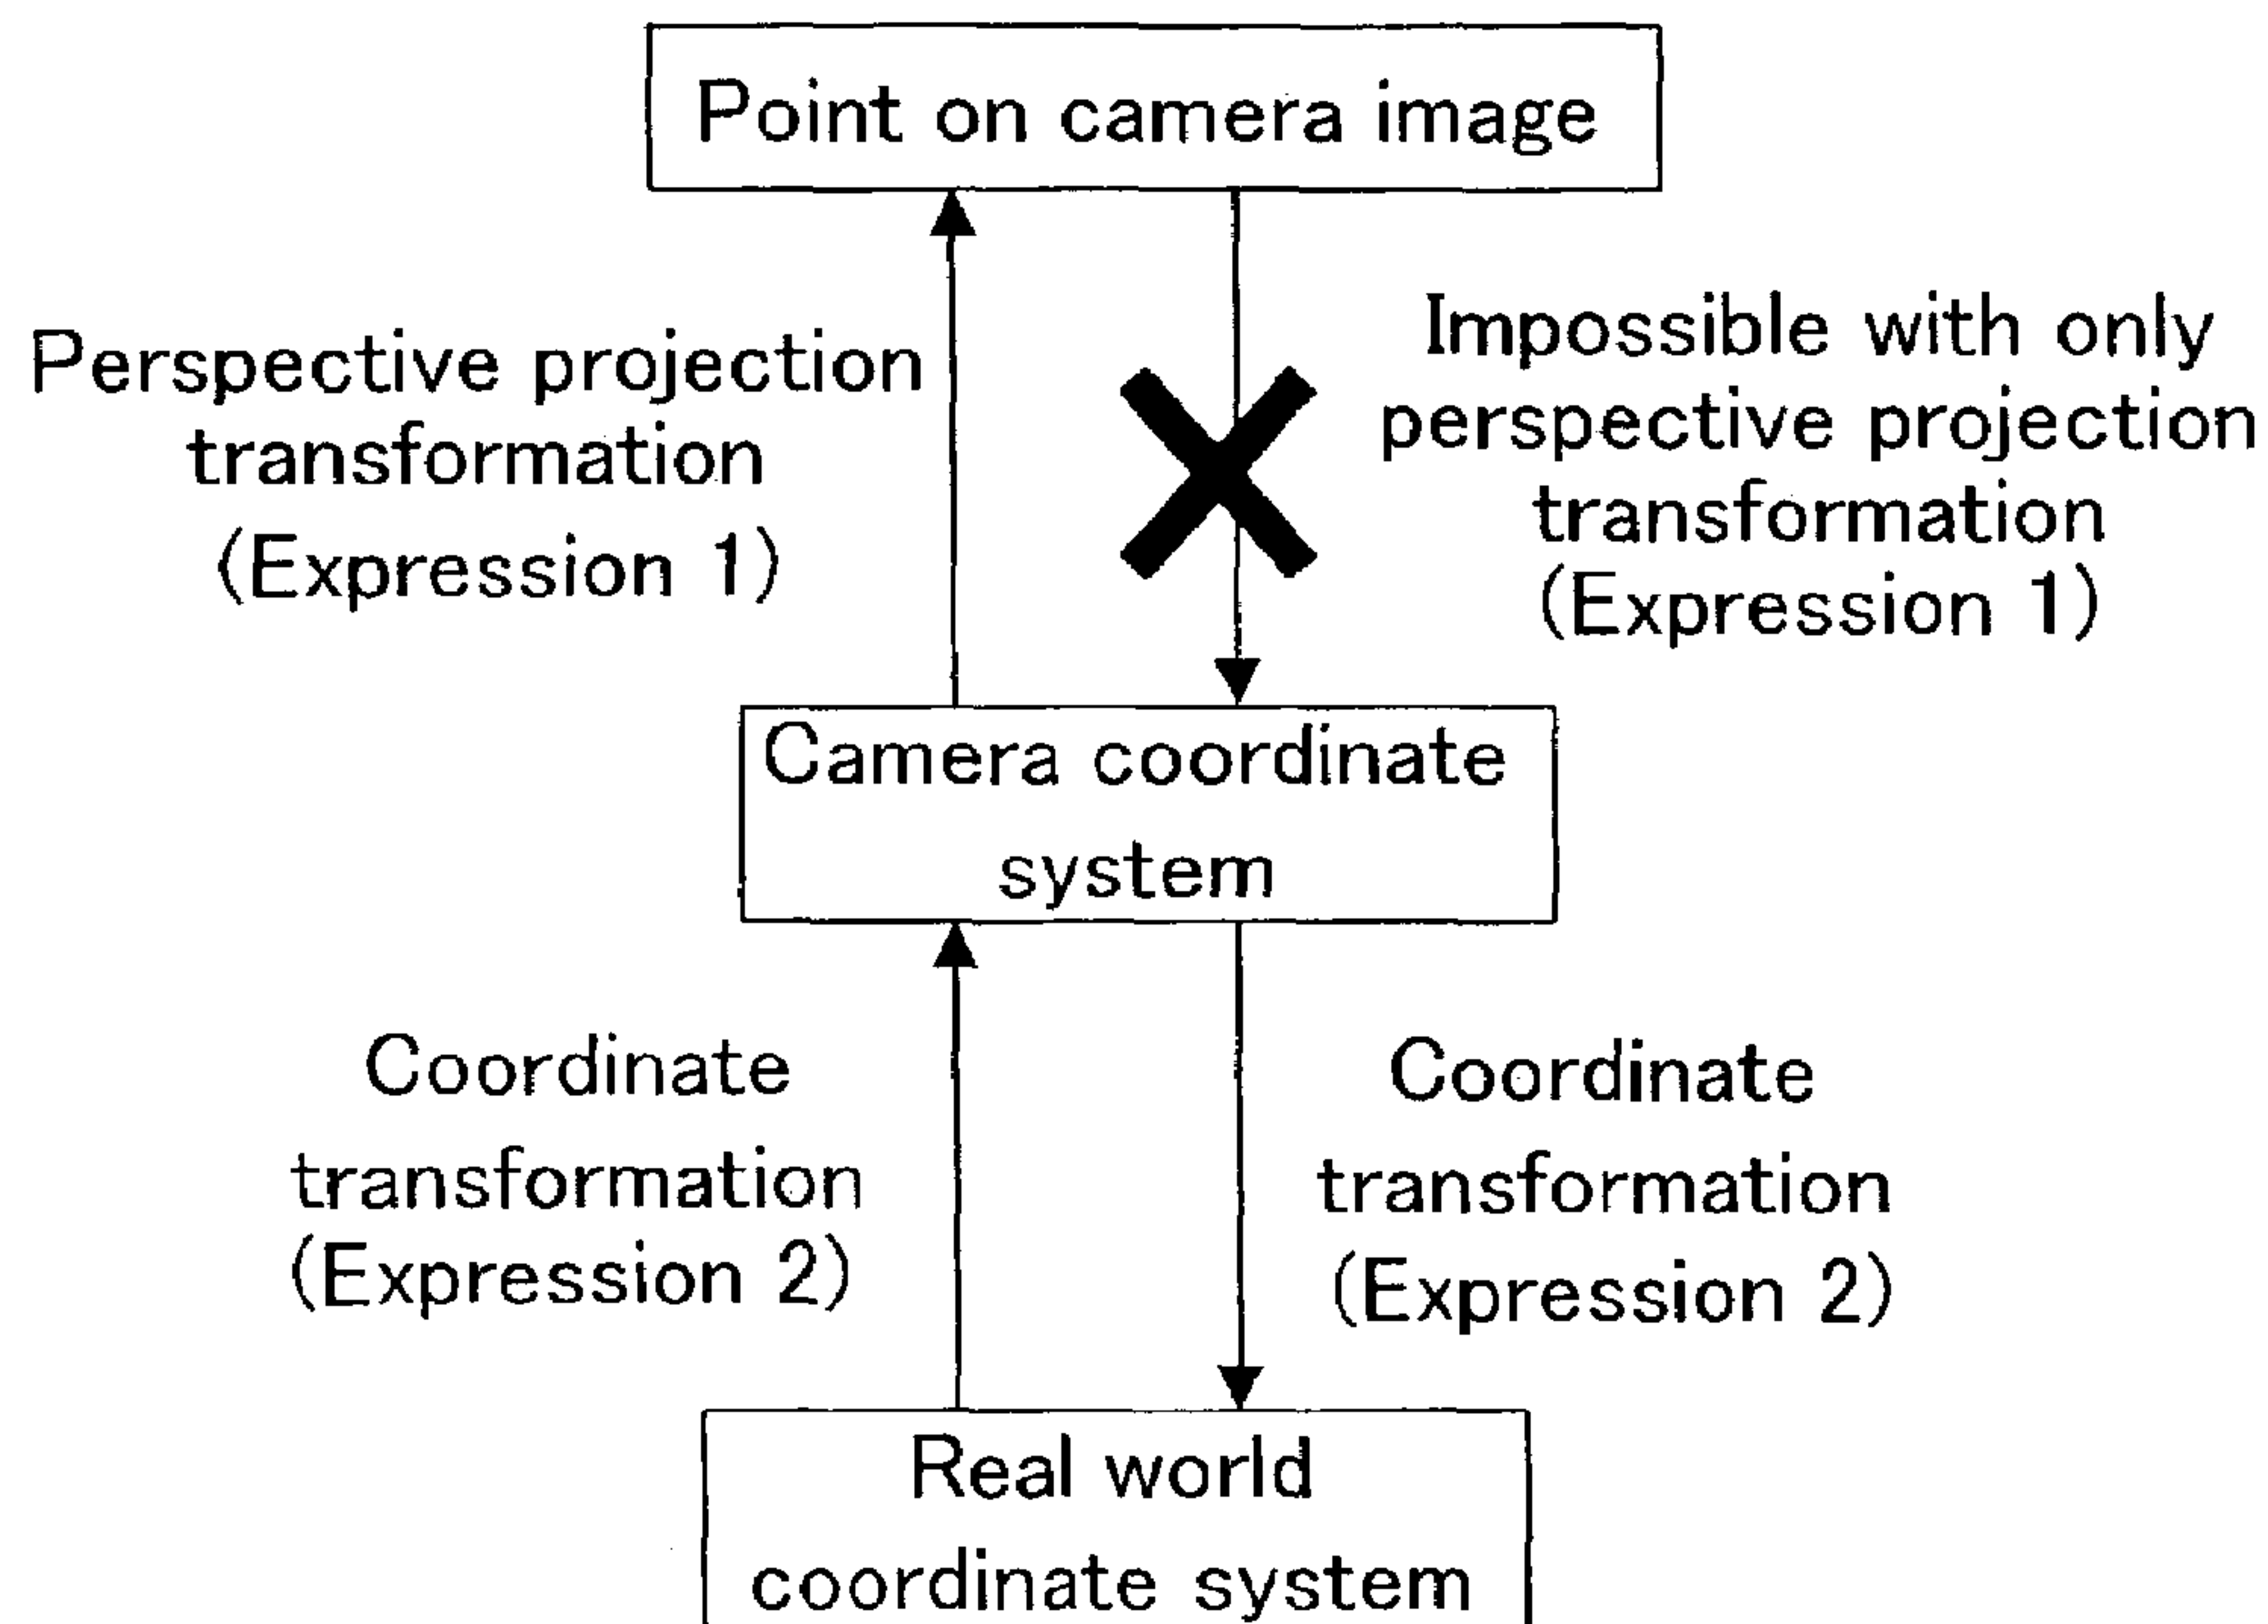 Point on camera image
Perspective projection
transformation
(Expression 1)
Impossible with only
perspective projection
transformation
(Expression 1)
Camera coordinate
system
Coordinate
transformation
(Expression 2)
Coordinate
transformation
(Expression 2)
Real world
coordinate system